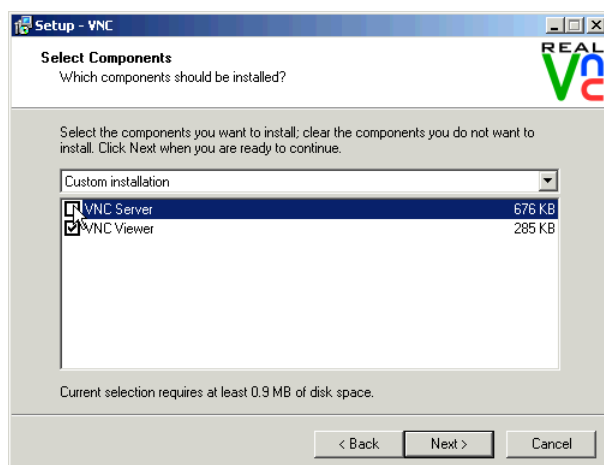 Setup - VNC
Select Components
Which components should be installed?
REAL
VNC
Select the components you want to install; clear the components you do not want to
install. Click Next when you are ready to continue.
Custom installation
VNC Server 676 KB
VNC Viewer 285 KB
Current selection requires at least 0.9 MB of disk space.
< Back Next > Cancel